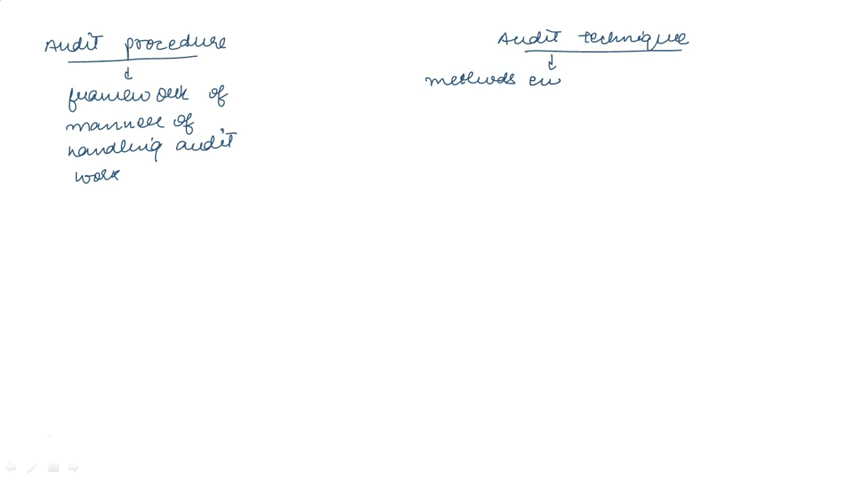 Audit procedure
framework of
manner of
handling audit
work
Audit technique
methods em